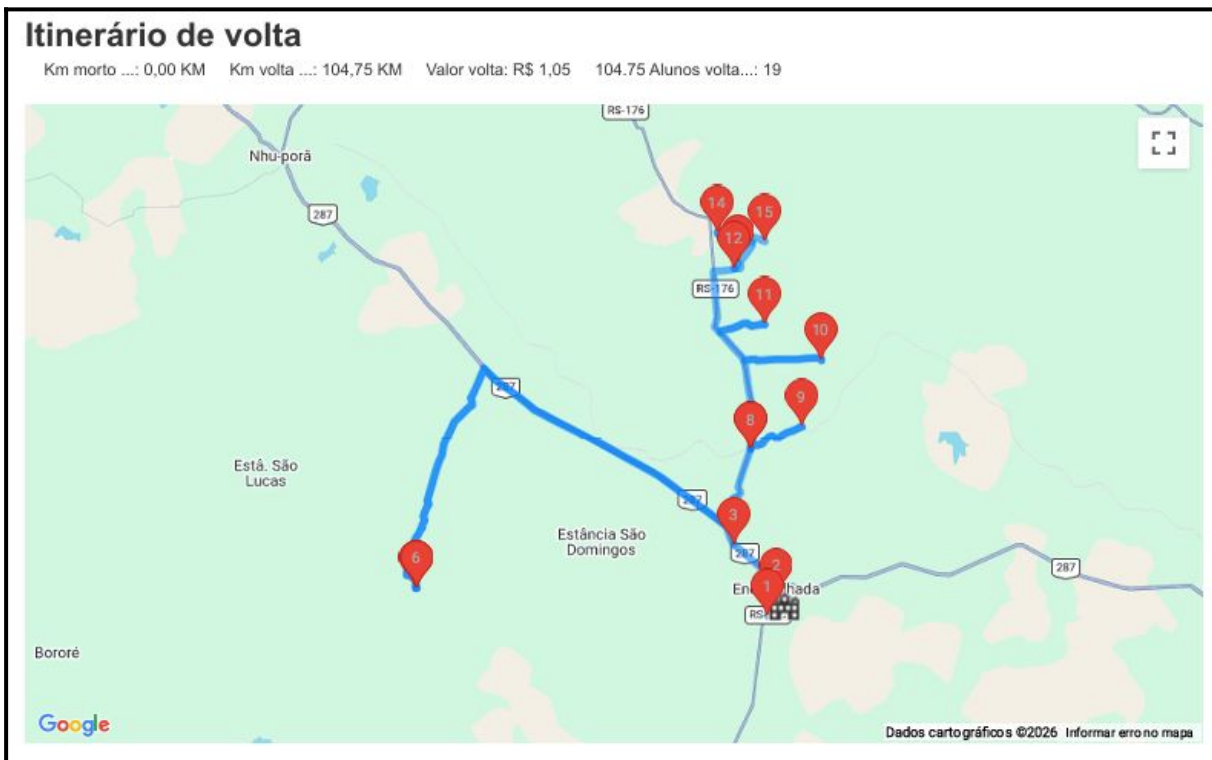 Itinerário de volta
Km morto ...: 0,00 KM Km volta ...: 104,75 KM Valor volta: R$ 1,05 104.75 Alunos volta...: 19
RS-176
Nhu-porã
287
14
15
12
RS-176
11
10
287
9
8
Está. São
Lucas
287
3
Estância São
Domingos
287
6
2
287
1
Bororé
Google
Dados cartográficos ©2026 Informar erro no mapa